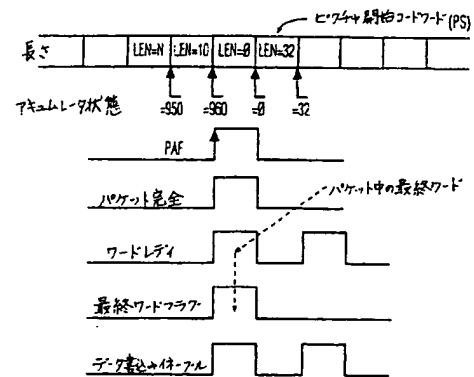 ピクチャ開始コードワード(PS)
長さ
LEN=N LEN=10 LEN=0 LEN=32
アキュムレータ状態 =950 =960 =0 =32
PAF
パケット完全
パケット中の最終ワード
ワードレディ
最終ワードフラグ
データ書込みイネーブル